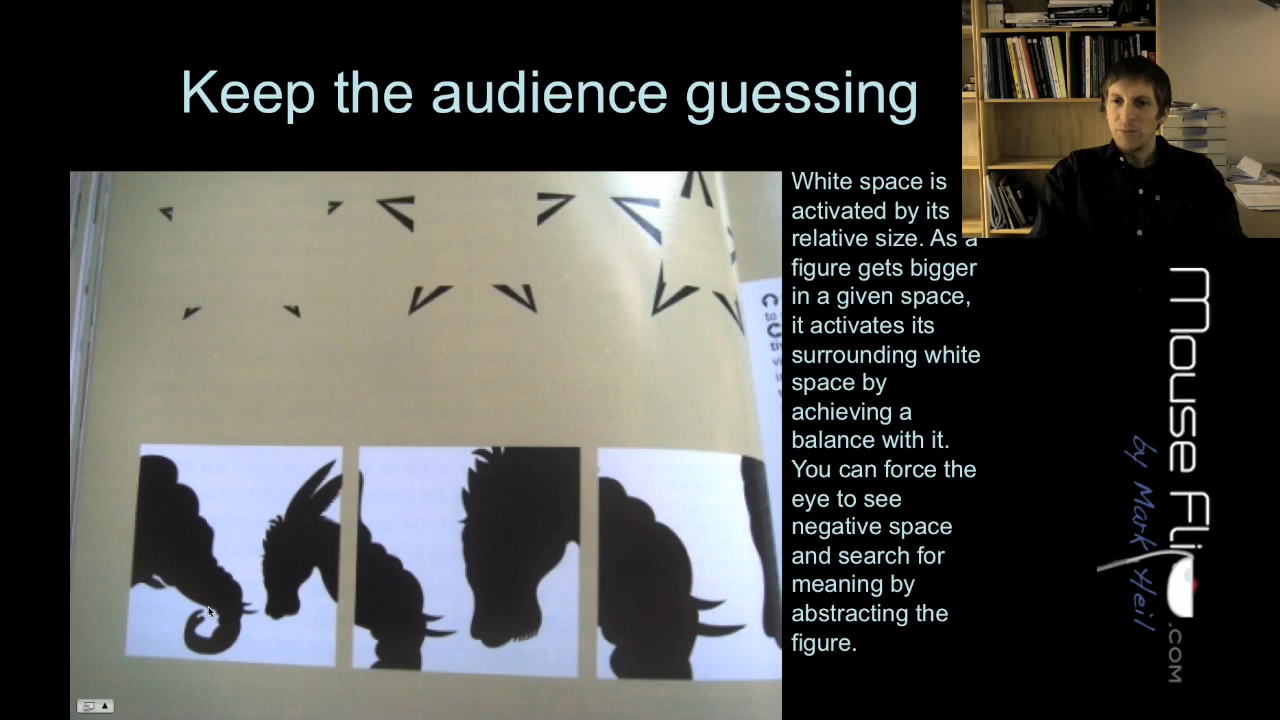 Keep the audience guessing
White space is
activated by its
relative size. As a
figure gets bigger
in a given space,
it activates its
surrounding white
space by
achieving a
balance with it.
You can force the
eye to see
negative space
and search for
meaning by
abstracting the
figure.
Mouse Fli
.COM
by Mark Heil